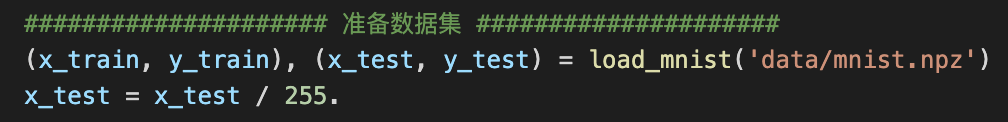 ##################### 准备数据集 #####################
(x_train, y_train), (x_test, y_test) = load_mnist('data/mnist.npz')
x_test = x_test / 255.